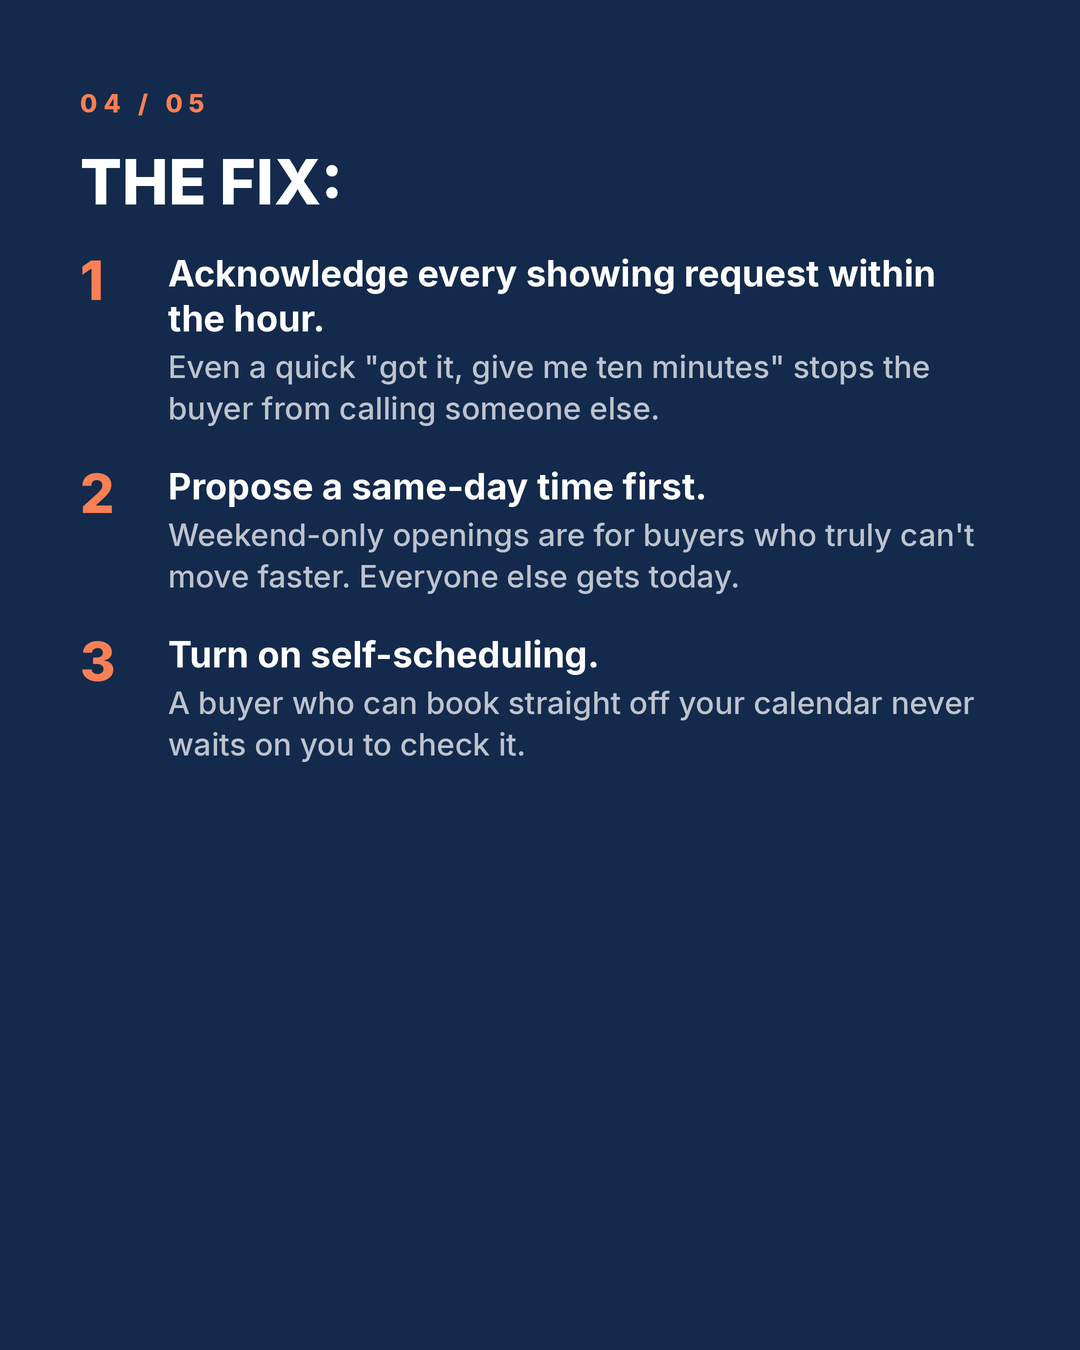 04 / 05
THE FIX:
1 Acknowledge every showing request within
the hour.
Even a quick "got it, give me ten minutes" stops the
buyer from calling someone else.
2 Propose a same-day time first.
Weekend-only openings are for buyers who truly can't
move faster. Everyone else gets today.
3 Turn on self-scheduling.
A buyer who can book straight off your calendar never
waits on you to check it.